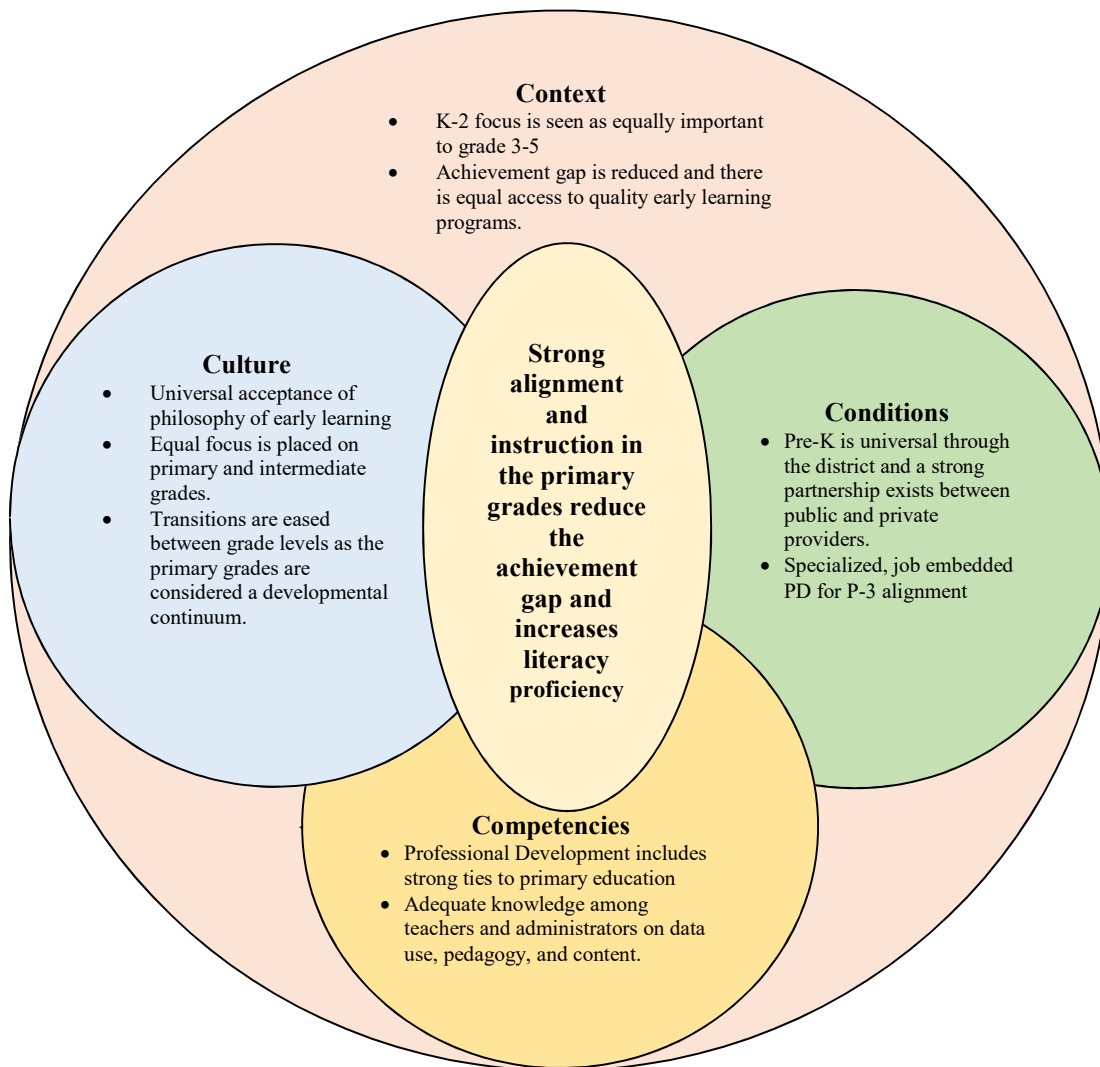 Context
• K-2 focus is seen as equally important
to grade 3-5
• Achievement gap is reduced and there
is equal access to quality early learning
programs.
Culture
• Universal acceptance of
philosophy of early learning
• Equal focus is placed on
primary and intermediate
grades.
• Transitions are eased
between grade levels as the
primary grades are
considered a developmental
continuum.
Strong
alignment
and
instruction in
the primary
grades reduce
the
achievement
gap and
increases
literacy
proficiency
Conditions
• Pre-K is universal through
the district and a strong
partnership exists between
public and private
providers.
• Specialized, job embedded
PD for P-3 alignment
Competencies
• Professional Development includes
strong ties to primary education
• Adequate knowledge among
teachers and administrators on data
use, pedagogy, and content.